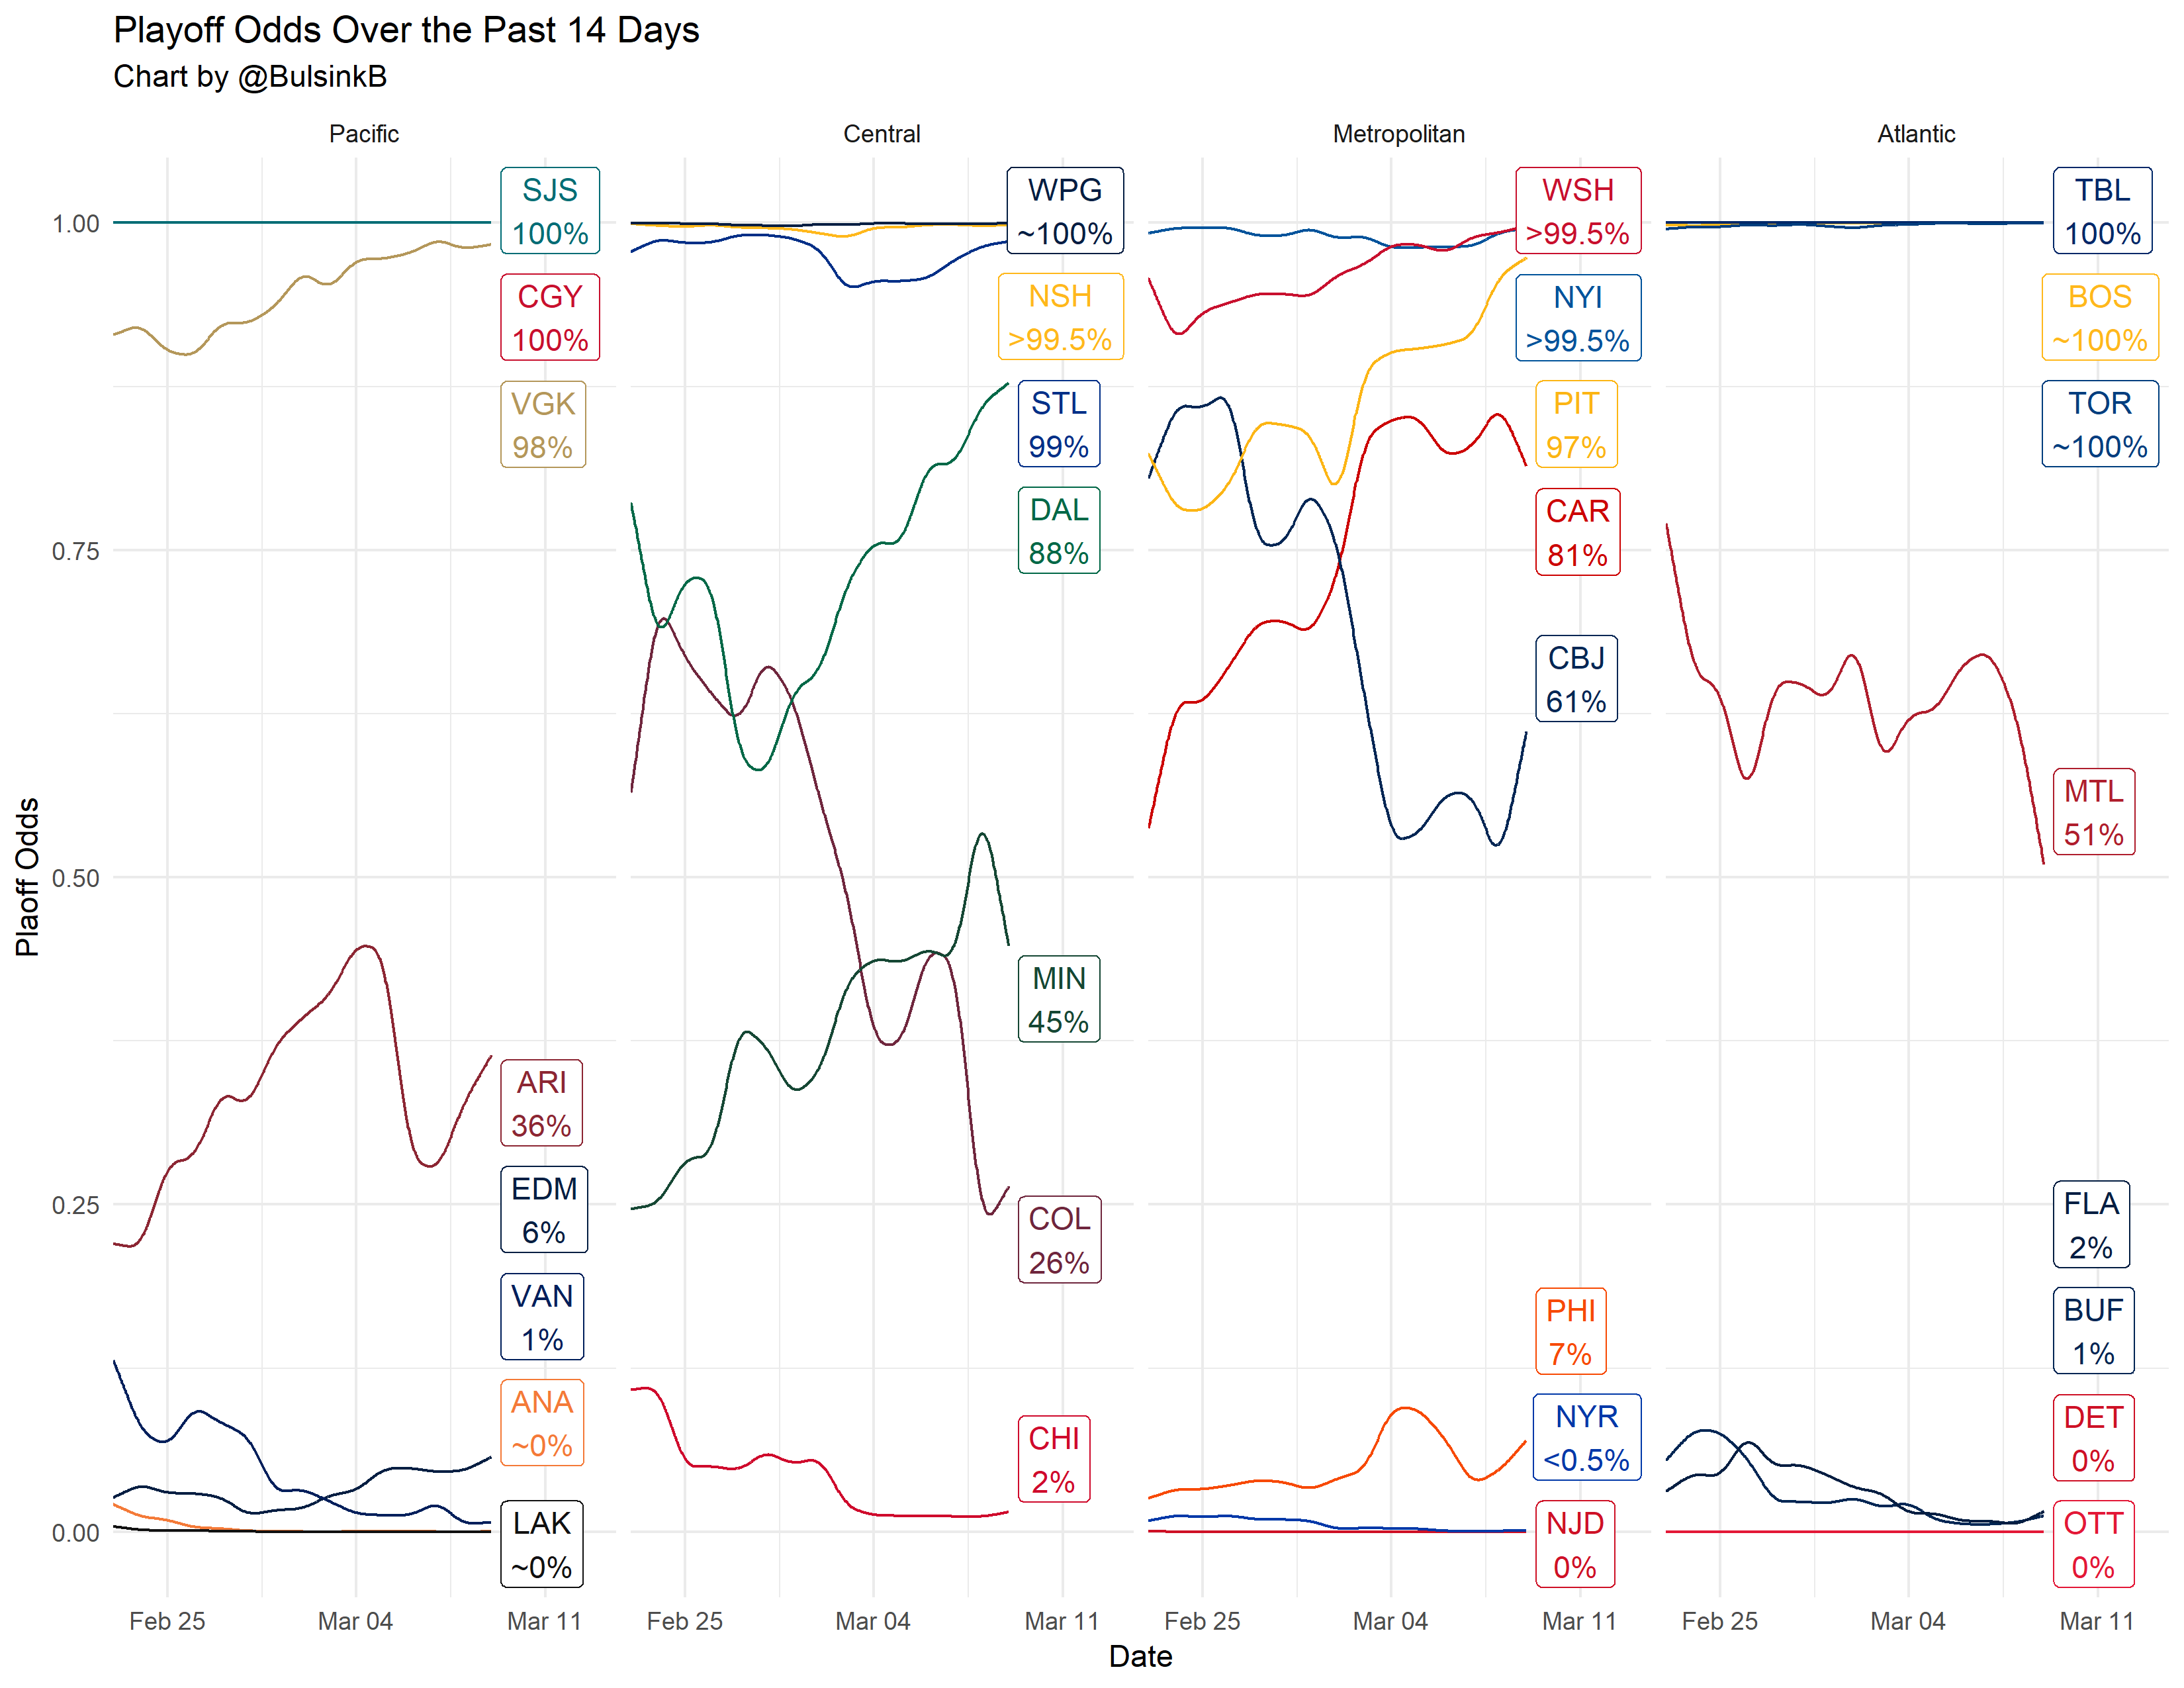 Playoff Odds Over the Past 14 Days
Chart by @BulsinkB
Pacific
Central
Metropolitan
Atlantic
Plaoff Odds
1.00
0.75
0.50
0.25
0.00
SJS
100%
CGY
100%
VGK
98%
ARI
36%
EDM
6%
VAN
1%
ANA
~0%
LAK
~0%
WPG
~100%
NSH
>99.5%
STL
99%
DAL
88%
MIN
45%
COL
26%
CHI
2%
WSH
>99.5%
NYI
>99.5%
PIT
97%
CAR
81%
CBJ
61%
PHI
7%
NYR
<0.5%
NJD
0%
TBL
100%
BOS
~100%
TOR
~100%
MTL
51%
FLA
2%
BUF
1%
DET
0%
OTT
0%
Feb 25
Mar 04
Mar 11
Feb 25
Mar 04
Mar 11
Feb 25
Mar 04
Mar 11
Feb 25
Mar 04
Mar 11
Date